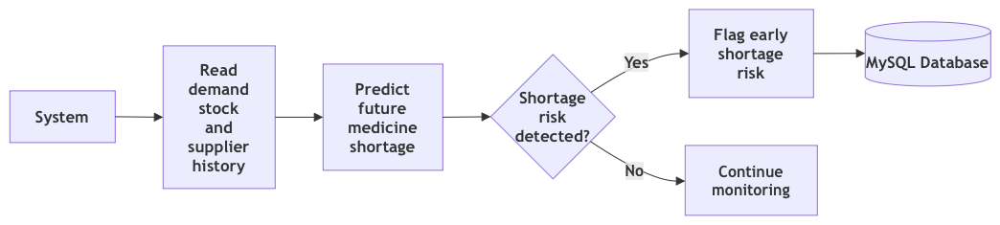 System
Read
demand
stock
and
supplier
history
Predict
future
medicine
shortage
Shortage
risk
detected?
Yes
No
Flag early
shortage
risk
MySQL Database
Continue
monitoring